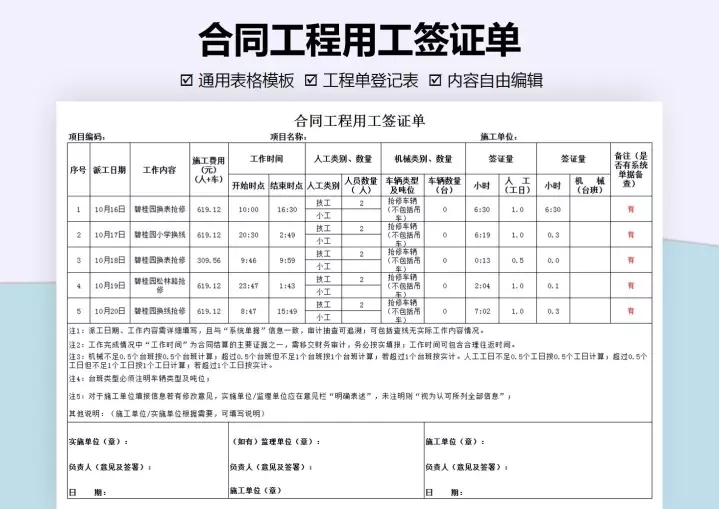 合同工程用工签证单
☑ 通用表格模板 ☑ 工程单登记表 ☑ 内容自由编辑
合同工程用工签证单
项目编码： 项目名称： 施工单位：
序号 派工日期 工作内容 施工费用(元)(人+车) 工作时间 人工类别、数量 机械类别、数量 签证量 签证量 备注（是否有系统单据备查）
开始时点 结束时点 人工类别 人员数量（人） 车辆类型及吨位 车辆数量（台） 小时 人 工（工日） 小时 机 械（台班）
1 10月16日 碧桂园换表抢修 619.12 10:00 16:30 技工 2 抢修车辆（不包括吊车） 0 6:30 1.0 6:30 有
小工
2 10月17日 碧桂园小学换线 619.12 20:30 2:49 技工 2 抢修车辆（不包括吊车） 0 6:19 1.0 0.3 有
小工
3 10月18日 碧桂园换表抢修 309.56 9:46 9:59 技工 2 抢修车辆（不包括吊车） 0 0:13 0.5 0.0 有
小工
4 10月19日 碧桂园松林路抢修 619.12 23:47 1:43 技工 2 抢修车辆（不包括吊车） 0 2:04 1.0 0.1 有
小工
5 10月20日 碧桂园换线抢修 619.12 8:47 15:49 技工 2 抢修车辆（不包括吊车） 0 7:02 1.0 0.3 有
小工
注1：派工日期、工作内容需详细填写，且与“系统单据”信息一致，审计抽查可追溯；可包括查线无实际工作内容情况。
注2：工作完成情况中“工作时间”为合同结算的主要证据之一，需移交财务审计，务必按实填报；工作时间可包含合理往返时间。
注3：机械不足0.5个台班按0.5个台班计算；超过0.5个台班但不足1个台班按1个台班计算；若超过1个台班按实计。人工工日不足0.5个工日按0.5个工日计算；超过0.5个
工日但不足1个工日按1个工日计算；若超过1个工日按实计。
注4：台班类型必须注明车辆类型及吨位；
注5：对于施工单位填报信息若有修改意见，实施单位/监理单位应在意见栏“明确表述”，未注明则“视为认可所列全部信息”；
其他说明：（施工单位/实施单位根据需要，可填写说明）
实施单位（章）： （如有）监理单位（章）： 施工单位（章）：
负责人（意见及签署）： 负责人（意见及签署）： 负责人（意见及签署）：
日 期： 施工单位（章） 日 期：